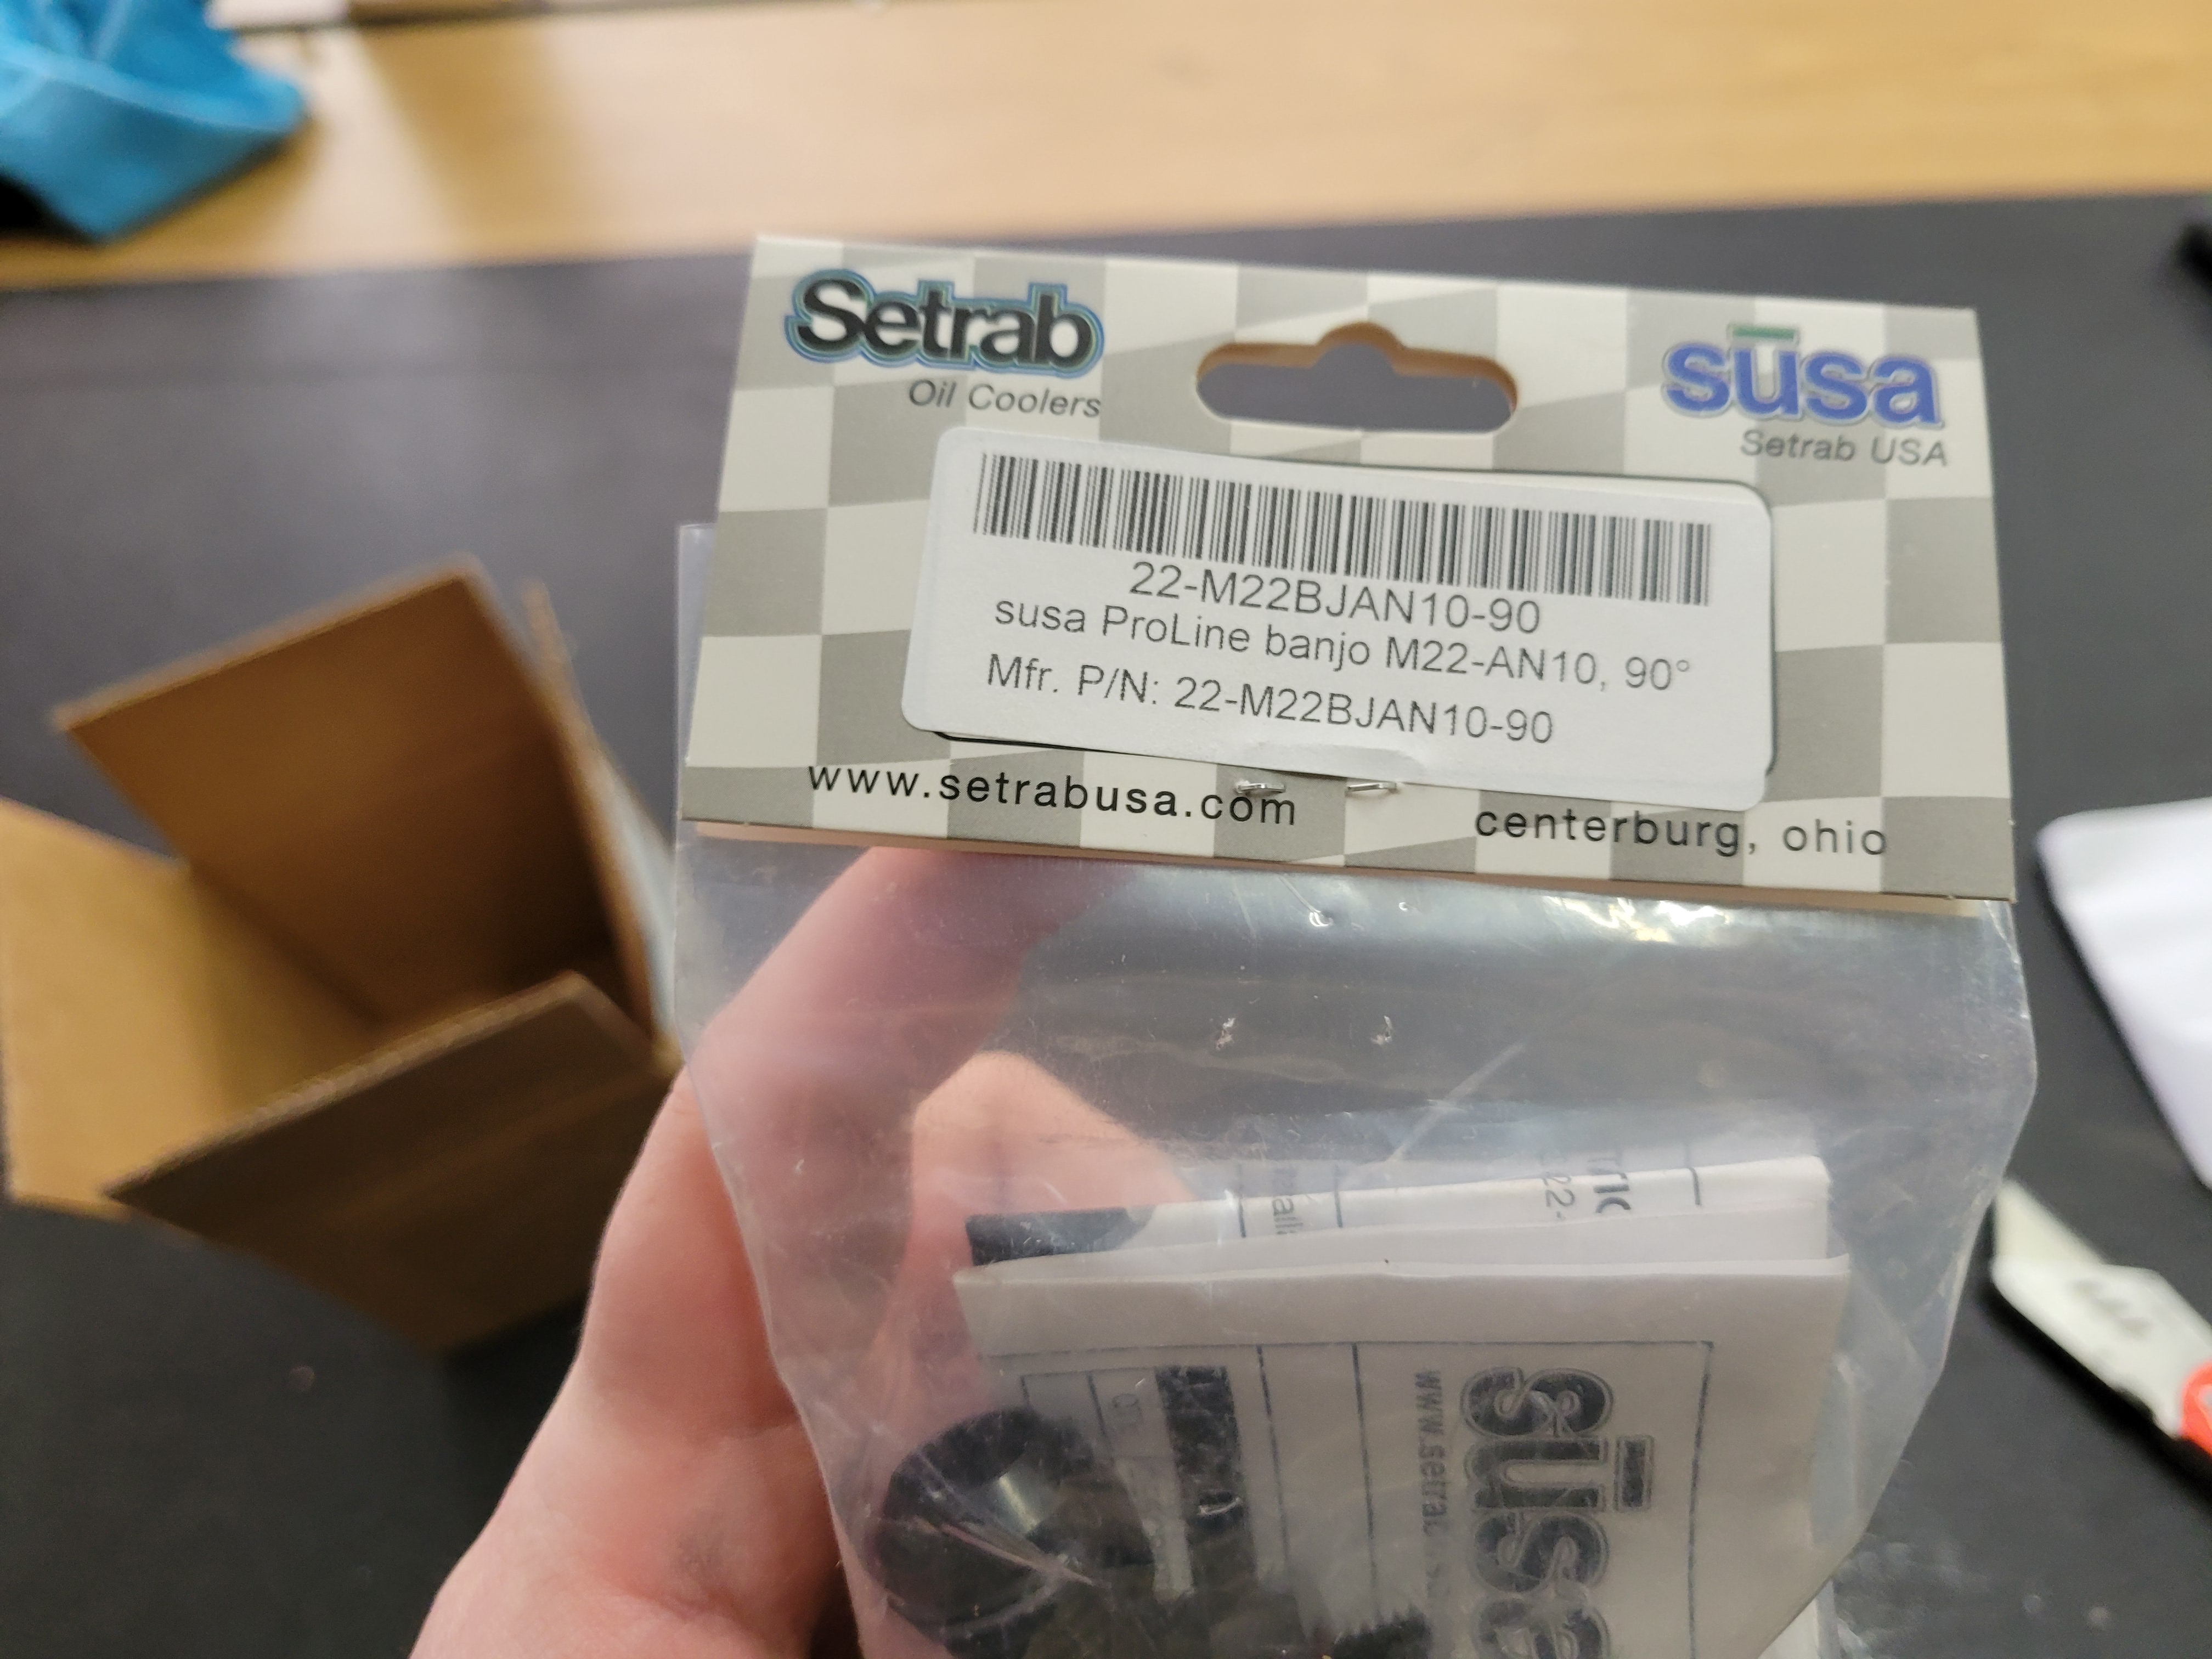 Setrab
Oil Coolers
susa
Setrab USA
22-M22BJAN10-90
susa ProLine banjo M22-AN10, 90°
Mfr. P/N: 22-M22BJAN10-90
www.setrabusa.com
centerburg, ohio
susa